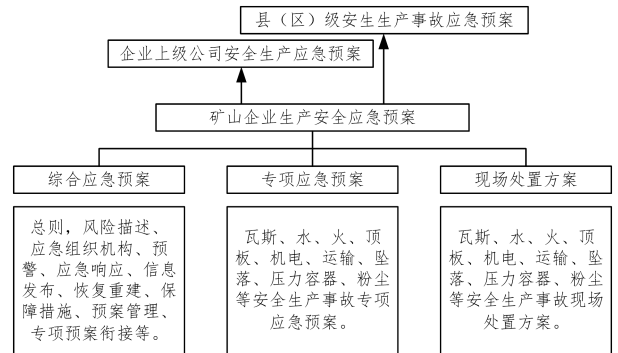 县（区）级安生生产事故应急预案
企业上级公司安全生产应急预案
矿山企业生产安全应急预案
综合应急预案
专项应急预案
现场处置方案
总则，风险描述、
应急组织机构、预
警、应急响应、信息
发布、恢复重建、保
障措施、预案管理、
专项预案衔接等。
瓦斯、水、火、顶
板、机电、运输、坠
落、压力容器、粉尘
等安全生产事故专项
应急预案。
瓦斯、水、火、顶
板、机电、运输、坠
落、压力容器、粉尘
等安全生产事故现场
处置方案。